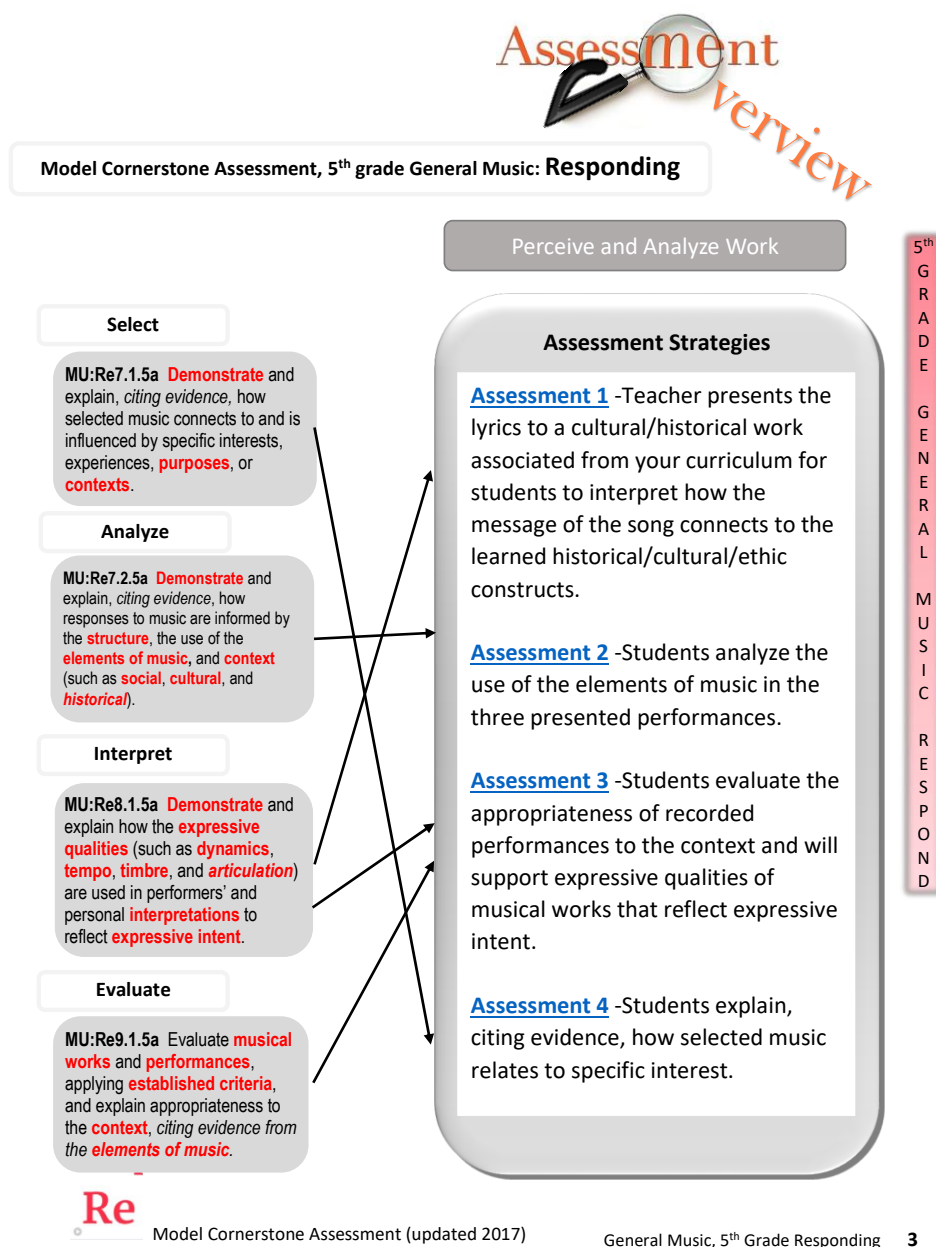 Assessment
verview
Model Cornerstone Assessment, 5th grade General Music: Responding
Perceive and Analyze Work
Select
MU:Re7.1.5a Demonstrate and
explain, citing evidence, how
selected music connects to and is
influenced by specific interests,
experiences, purposes, or
contexts.
Analyze
MU:Re7.2.5a Demonstrate and
explain, citing evidence, how
responses to music are informed by
the structure, the use of the
elements of music, and context
(such as social, cultural, and
historical).
Interpret
MU:Re8.1.5a Demonstrate and
explain how the expressive
qualities (such as dynamics,
tempo, timbre, and articulation)
are used in performers' and
personal interpretations to
reflect expressive intent.
Evaluate
MU:Re9.1.5a Evaluate musical
works and performances,
applying established criteria,
and explain appropriateness to
the context, citing evidence from
the elements of music.
Assessment Strategies
Assessment 1 -Teacher presents the
lyrics to a cultural/historical work
associated from your curriculum for
students to interpret how the
message of the song connects to the
learned historical/cultural/ethic
constructs.
Assessment 2 -Students analyze the
use of the elements of music in the
three presented performances.
Assessment 3 -Students evaluate the
appropriateness of recorded
performances to the context and will
support expressive qualities of
musical works that reflect expressive
intent.
Assessment 4 -Students explain,
citing evidence, how selected music
relates to specific interest.
5th
G
R
A
D
E
G
E
N
E
R
A
L
M
U
S
I
C
R
E
S
P
O
N
D
Re
Model Cornerstone Assessment (updated 2017)
General Music, 5th Grade Responding 3